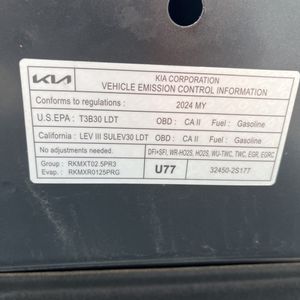 KIA
KIA CORPORATION
VEHICLE EMISSION CONTROL INFORMATION
Conforms to regulations : 2024 MY
U.S.EPA : T3B30 LDT OBD : CA II Fuel : Gasoline
California : LEV III SULEV30 LDT OBD : CA II Fuel : Gasoline
No adjustments needed. DFI+SFI, WR-HO2S, HO2S, WU-TWC, TWC, EGR, EGRC
Group : RKMXT02.5PR3
Evap. : RKMXR0125PRG
U77
32450-2S177